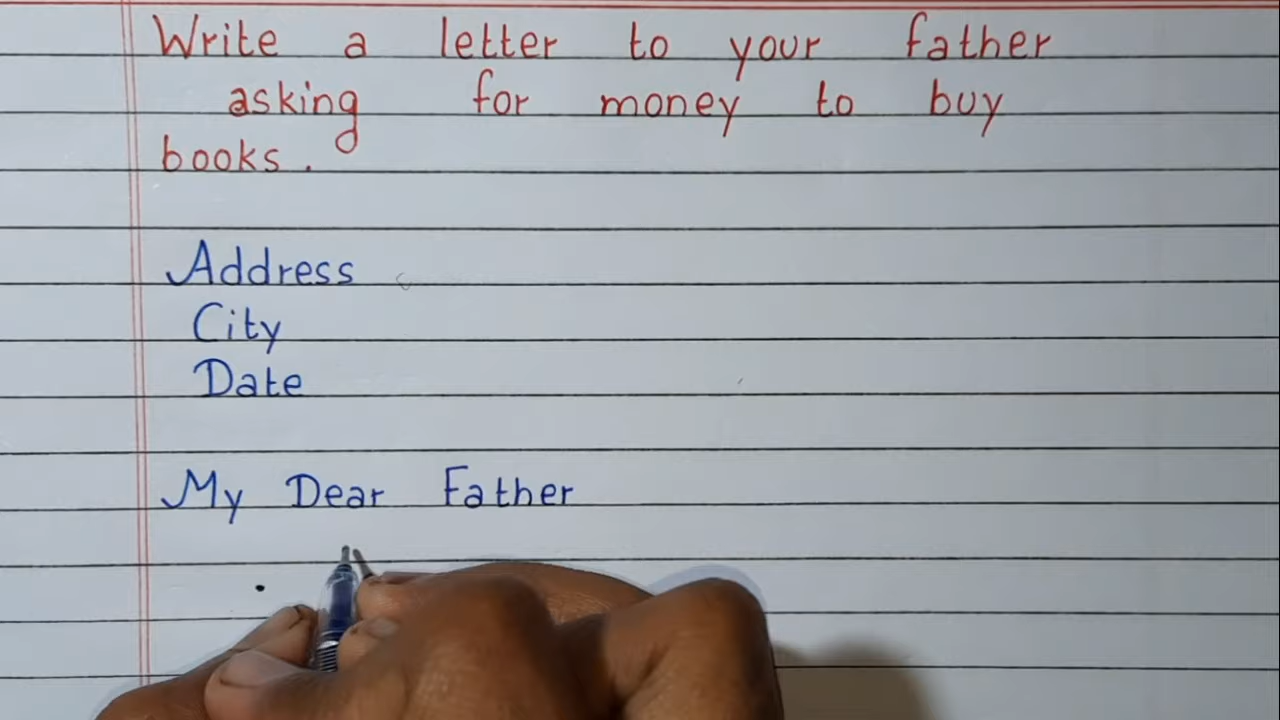 Write a letter to your father
asking for money to buy
books.
Address
City
Date
My Dear Father